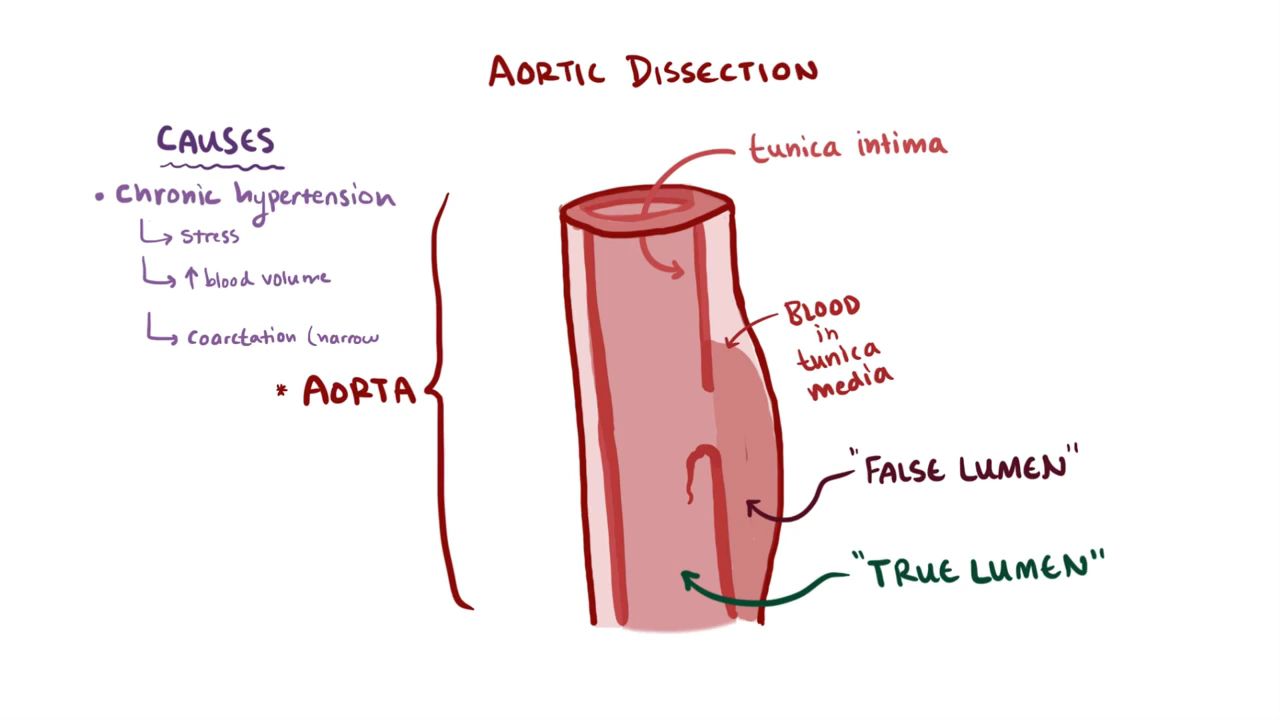 AORTIC DISSECTION
CAUSES
• Chronic hypertension
stress
↑ blood volume
coarctation (narrow
* AORTA
tunica intima
BLOOD
in
tunica
media
"FALSE LUMEN"
"TRUE LUMEN"